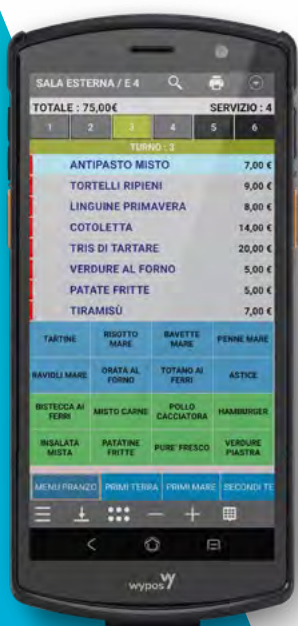 SALA ESTERNA / E 4
TOTALE : 75,00€ SERVIZIO : 4
1 2 3 4 5 6
TURNO : 3
ANTIPASTO MISTO 7,00 €
TORTELLI RIPIENI 9,00 €
LINGUINE PRIMAVERA 8,00 €
COTOLETTA 14,00 €
TRIS DI TARTARE 20,00 €
VERDURE AL FORNO 5,00 €
PATATE FRITTE 5,00 €
TIRAMISÙ 7,00 €
TARTINE RISOTTO MARE BAVETTE MARE PENNE MARE
RAVIOLI MARE ORATA AL FORNO TOTANO AI FERRI ASTICE
BISTECCA AI FERRI MISTO CARNE POLLO CACCIATORA HAMBURGER
INSALATA MISTA PATATINE FRITTE PURE' FRESCO VERDURE PIASTRA
MENU PRANZO PRIMI TERRA PRIMI MARE SECONDI TE
wypos